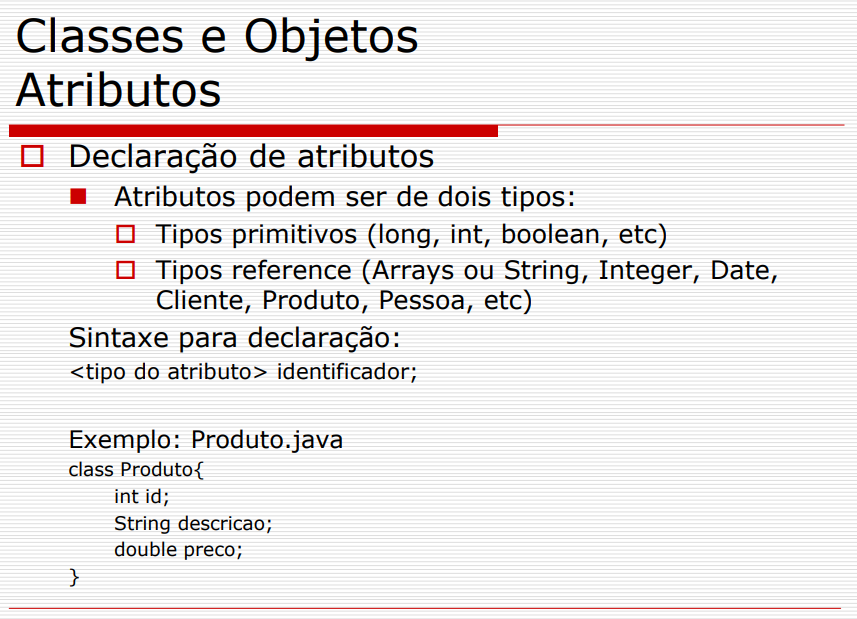 Classes e Objetos
Atributos
Declaração de atributos
Atributos podem ser de dois tipos:
Tipos primitivos (long, int, boolean, etc)
Tipos reference (Arrays ou String, Integer, Date,
Cliente, Produto, Pessoa, etc)
Sintaxe para declaração:
<tipo do atributo> identificador;
Exemplo: Produto.java
class Produto{
int id;
String descricao;
double preco;
}